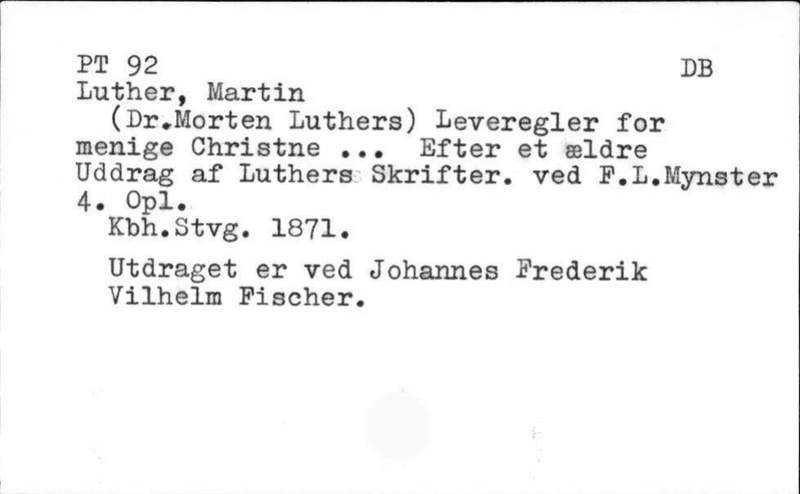 PT 92 DB
Luther, Martin
(Dr.Morten Luthers) Leveregler for
menige Christne ... Efter et ældre
Uddrag af Luthers Skrifter. ved F.L.Mynster
4. Opl.
Kbh.Stvg. 1871.
Utdraget er ved Johannes Frederik
Vilhelm Fischer.